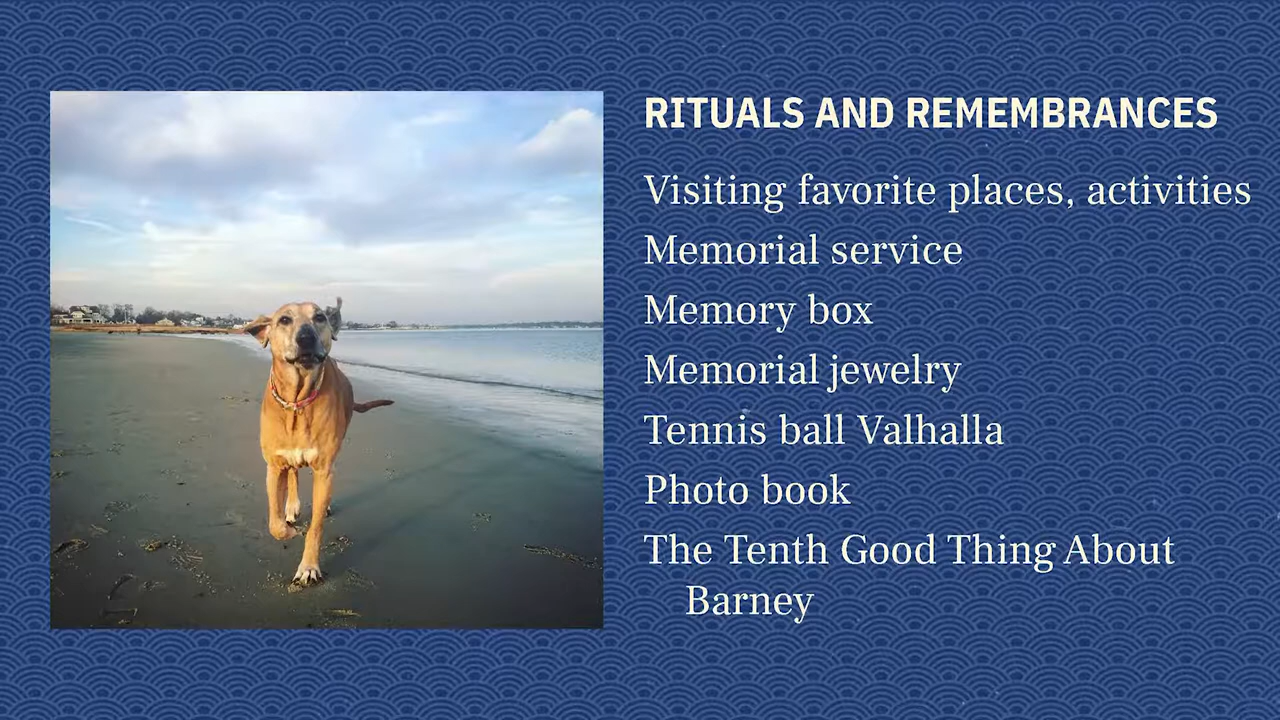 RITUALS AND REMEMBRANCES
Visiting favorite places, activities
Memorial service
Memory box
Memorial jewelry
Tennis ball Valhalla
Photo book
The Tenth Good Thing About
Barney